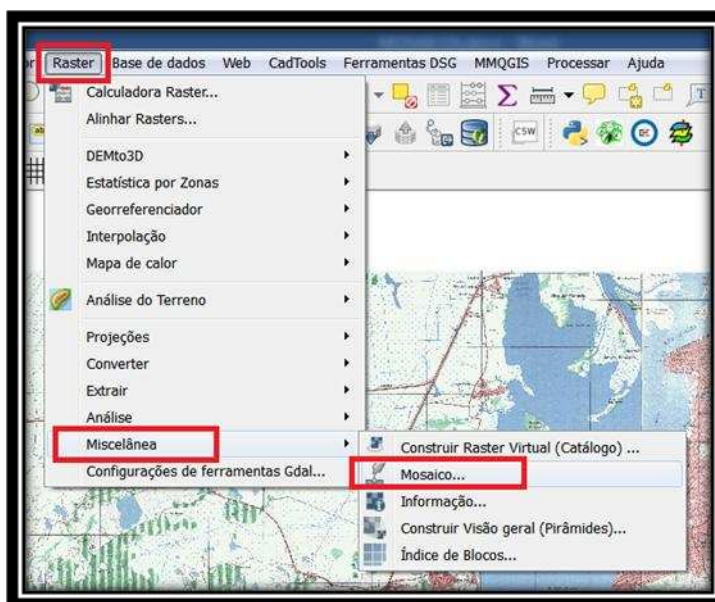 Raster Base de dados Web CadTools Ferramentas DSG MMQGIS Processar Ajuda
Calculadora Raster...
Alinhar Rasters...
CSW
DEMto3D
Estatística por Zonas
Georreferenciador
Interpolação
Mapa de calor
Análise do Terreno
Projeções
Converter
Extrair
Análise
Miscelânea
Construir Raster Virtual (Catálogo) ...
Configurações de ferramentas Gdal...
Mosaico...
Informação...
Construir Visão geral (Pirâmides)...
Índice de Blocos...